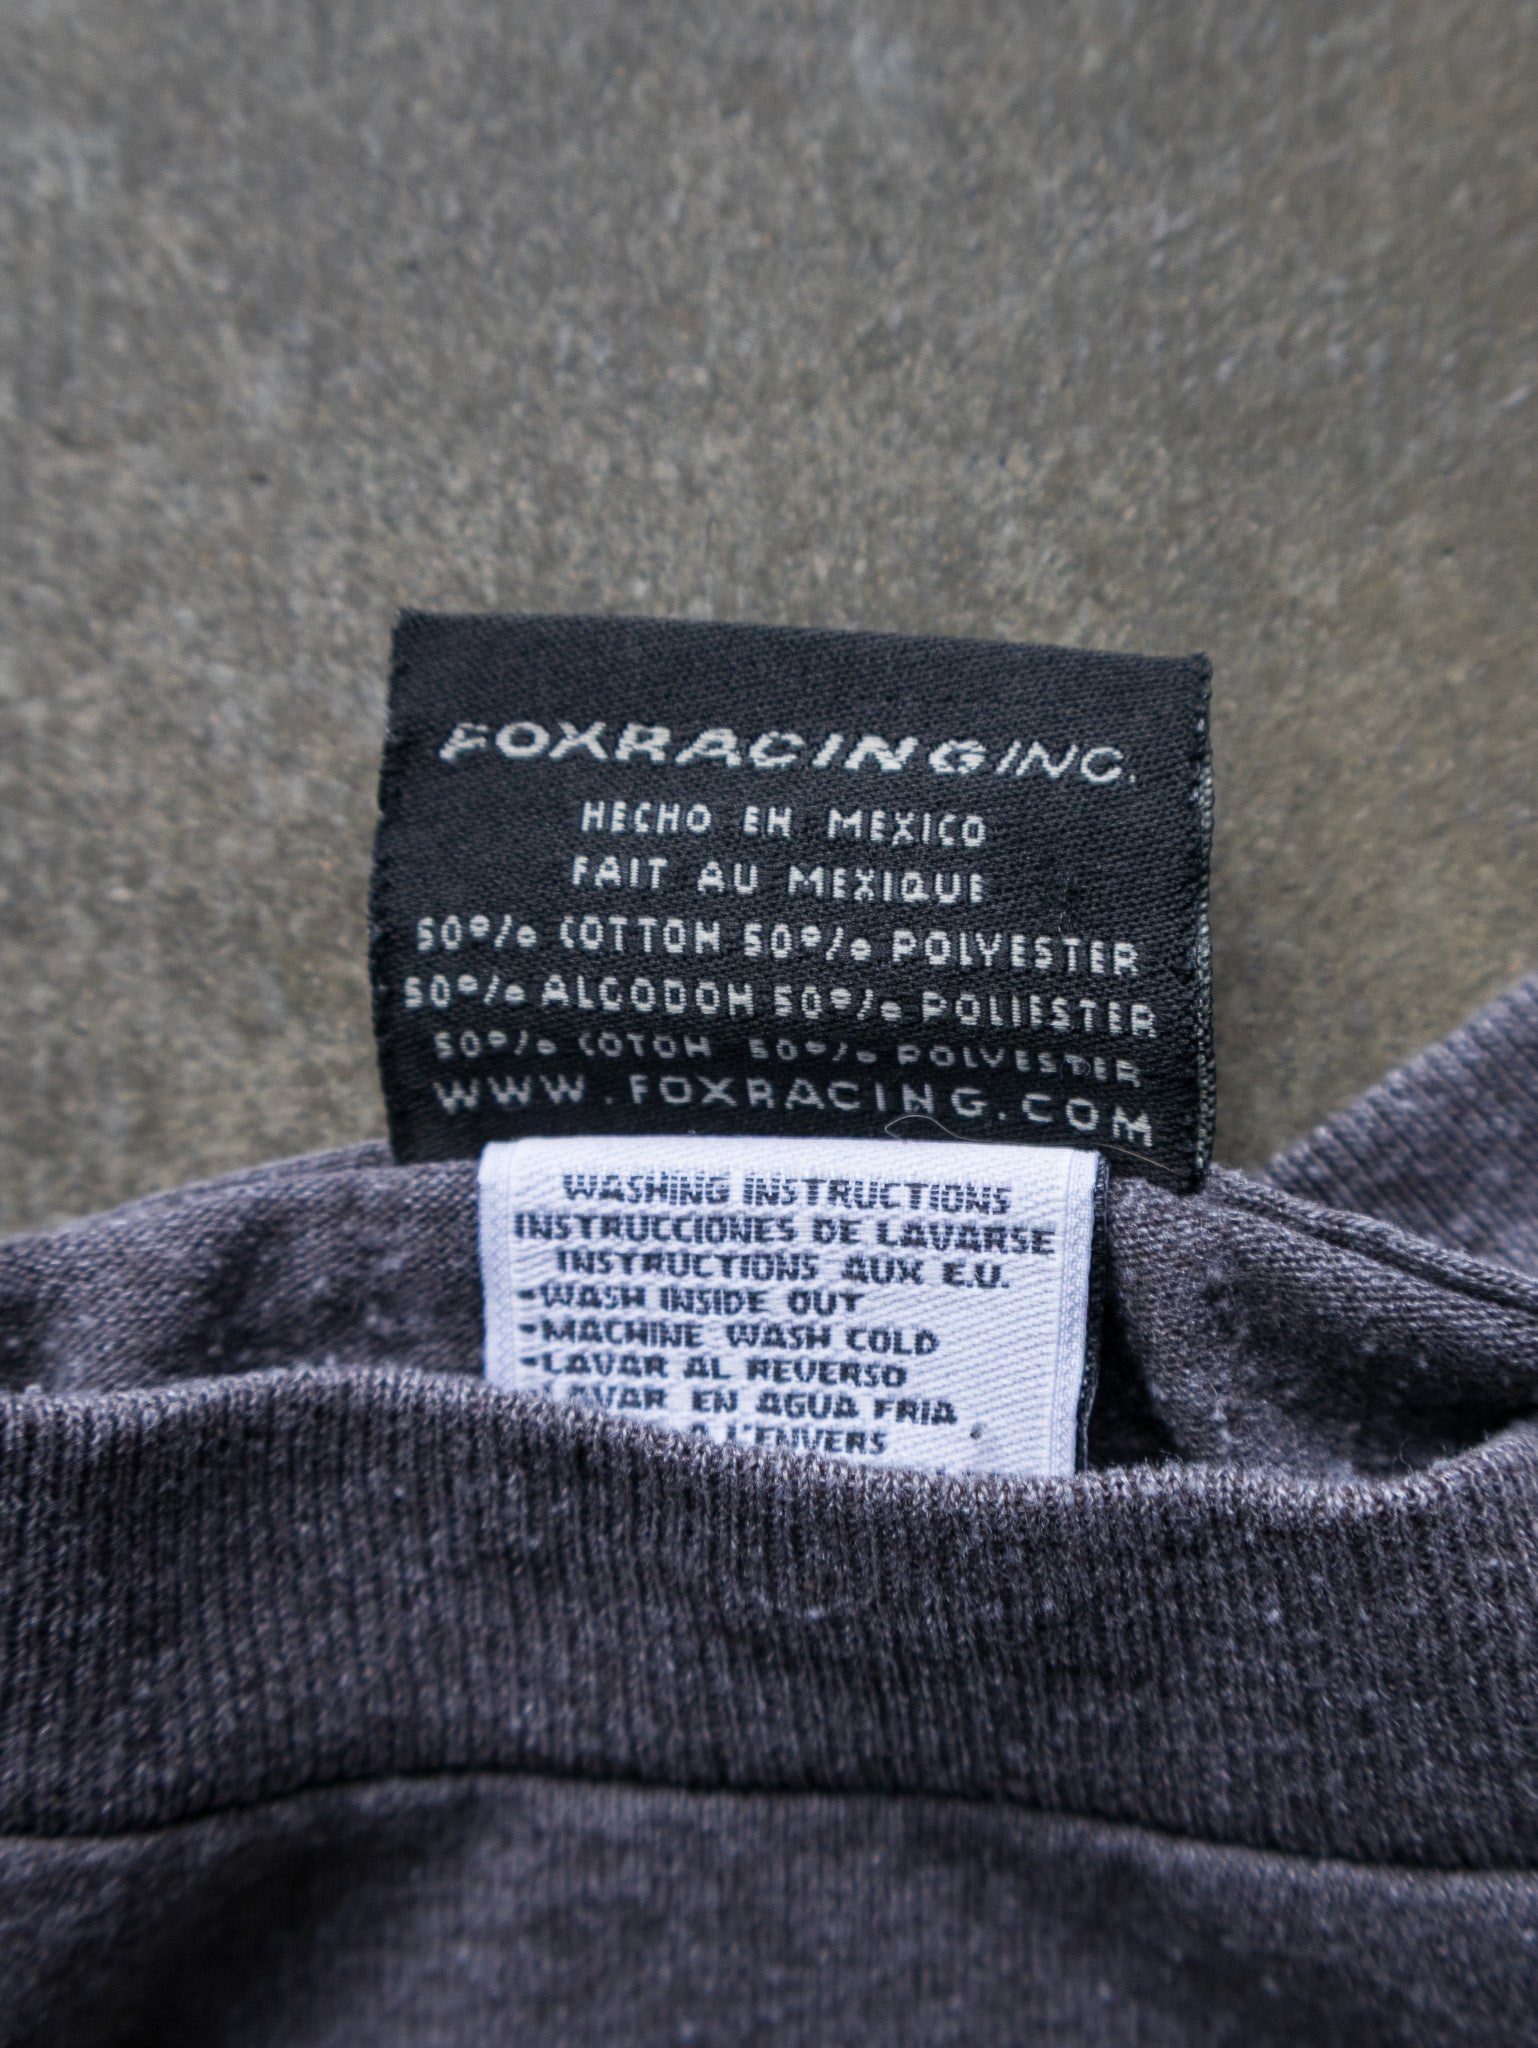 FOXRACINGINC.
HECHO EN MEXICO
FAIT AU MEXIQUE
50% COTTON 50% POLYESTER
50% ALGODON 50% POLIESTER
50% COTON 50% POLYESTER
WWW.FOXRACING.COM
WASHING INSTRUCTIONS
INSTRUCCIONES DE LAVARSE
INSTRUCTIONS AUX E.U.
-WASH INSIDE OUT
-MACHINE WASH COLD
-LAVAR AL REVERSO
LAVAR EN AGUA FRIA
A L'ENVERS